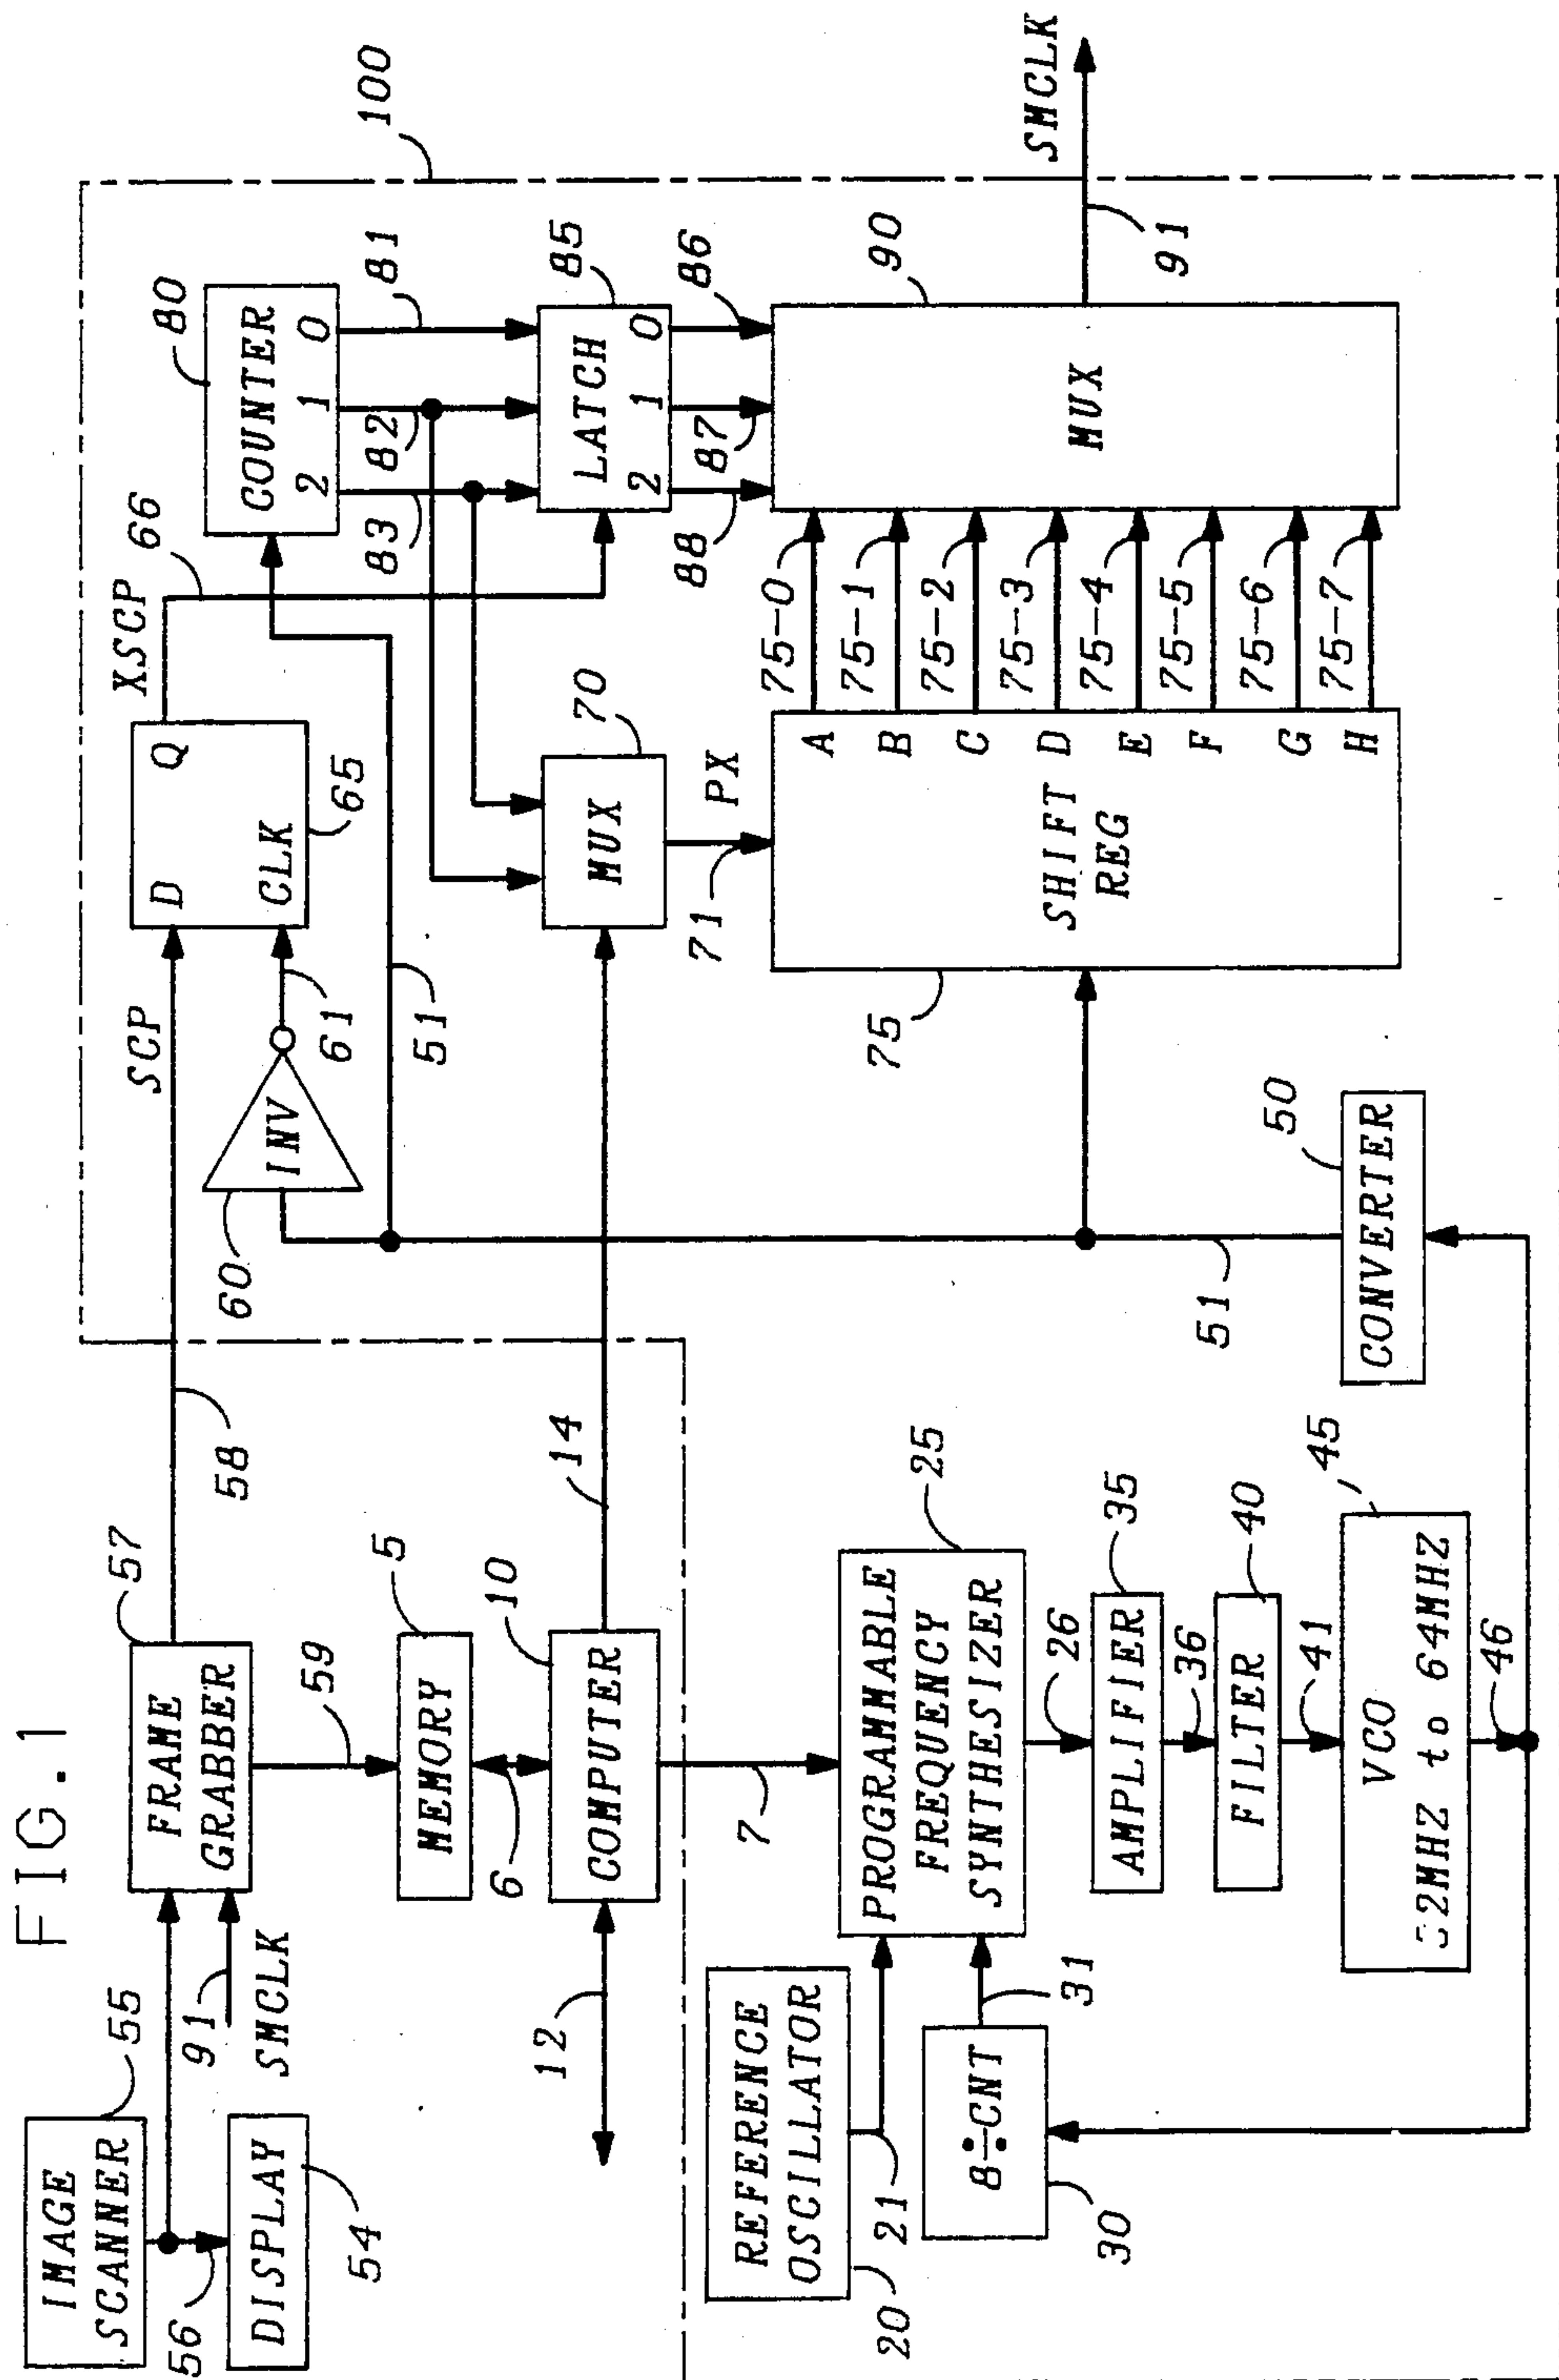 FIG.1
IMAGE
SCANNER
55
56
DISPLAY
54
91
SMCLK
FRAME
GRABBER
57
58
SCP
59
MEMORY
5
6
COMPUTER
10
12
14
7
REFERENCE
OSCILLATOR
20
21
8÷CNT
30
31
PROGRAMMABLE
FREQUENCY
SYNTHESIZER
25
26
AMPLIFIER
35
36
FILTER
40
41
VCO
32MHZ to 64MHZ
45
46
CONVERTER
50
51
INV
60
61
51
D
Q
CLK
65
XSCP
66
COUNTER
80
2
1
0
83
82
81
LATCH
85
2
1
0
88
87
86
MUX
70
71
PX
SHIFT
REG
75
A
B
C
D
E
F
G
H
75-0
75-1
75-2
75-3
75-4
75-5
75-6
75-7
MUX
90
91
SMCLK
100